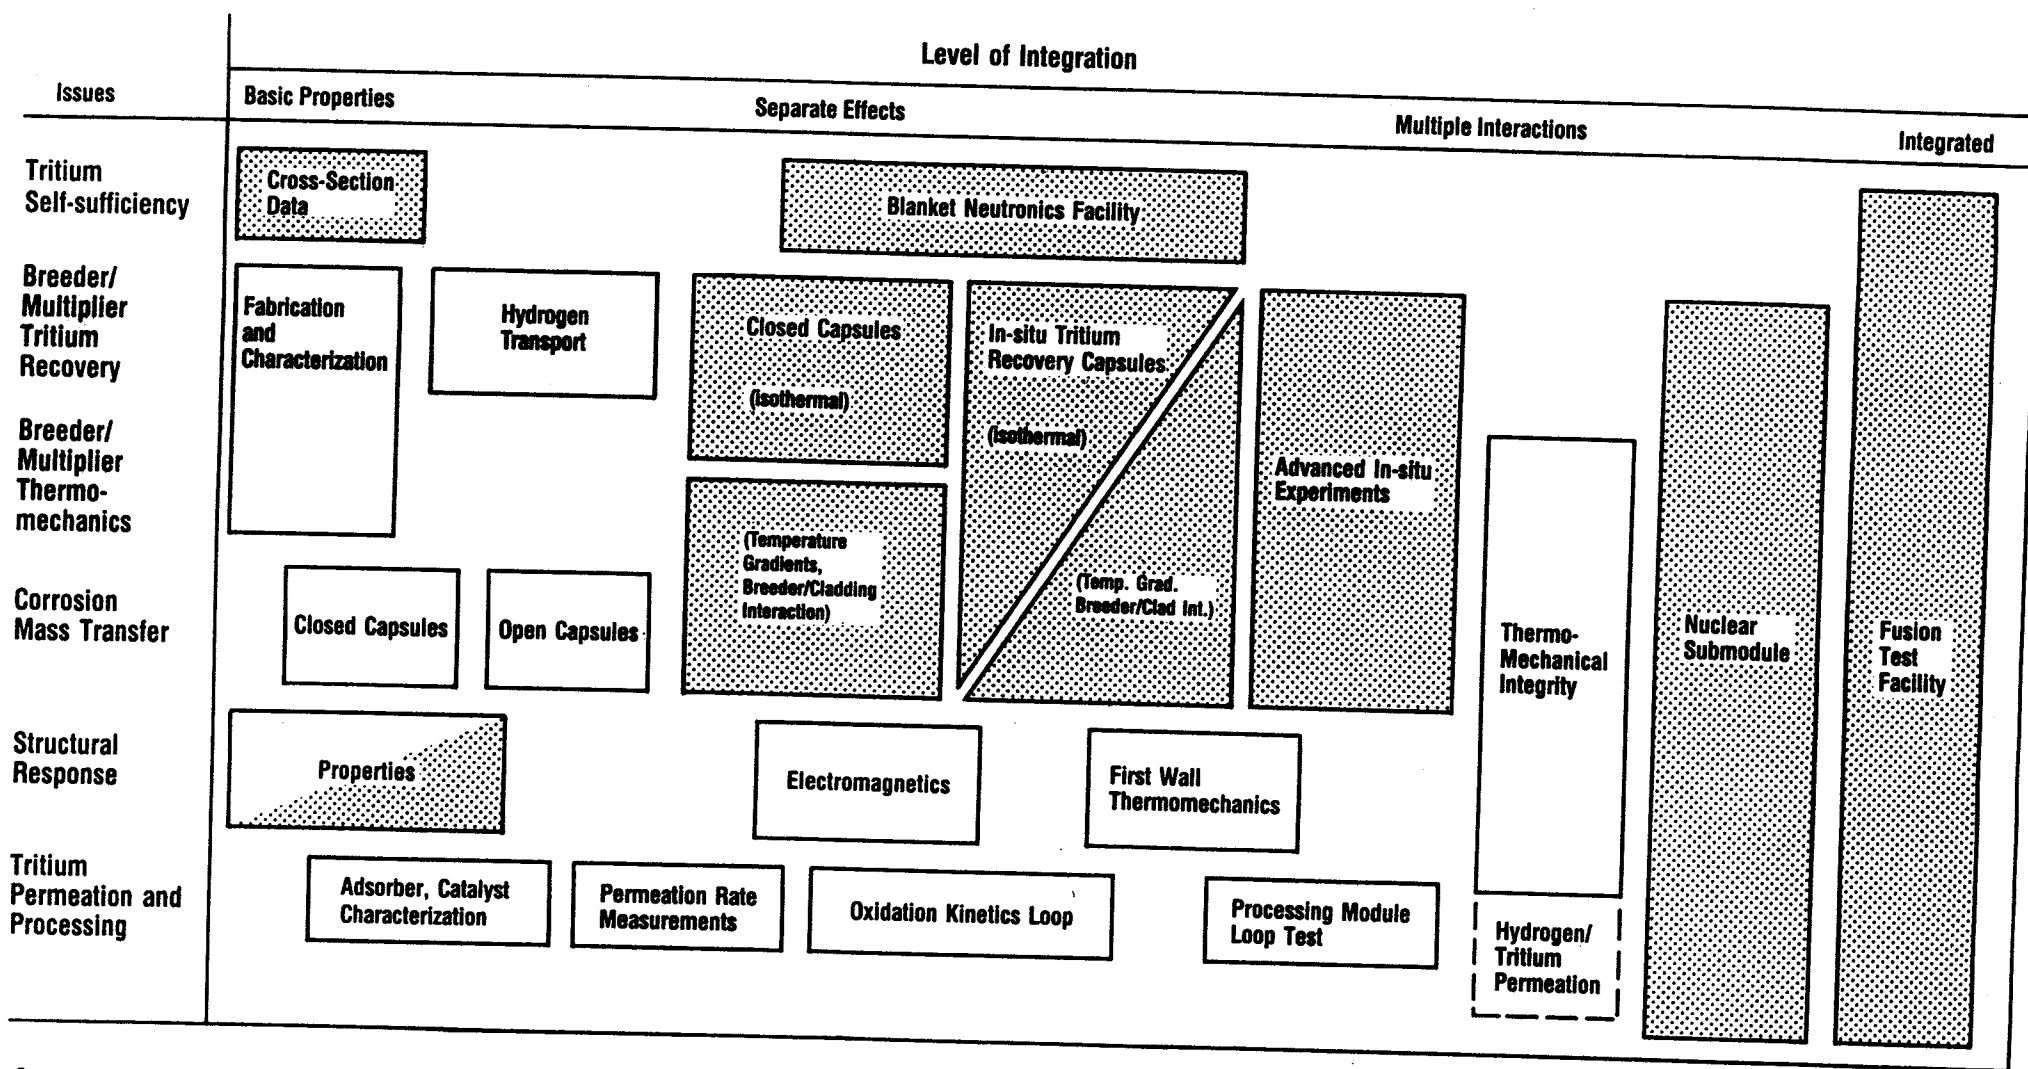 Level of Integration
Issues
Basic Properties
Separate Effects
Multiple Interactions
Integrated
Tritium
Self-sufficiency
Cross-Section
Data
Blanket Neutronics Facility
Breeder/
Multiplier
Tritium
Recovery
Fabrication
and
Characterization
Hydrogen
Transport
Closed Capsules
(Isothermal)
In-situ Tritium
Recovery Capsules
(Isothermal)
Advanced In-situ
Experiments
Breeder/
Multiplier
Thermo-
mechanics
(Temperature
Gradients,
Breeder/Cladding
Interaction)
(Temp. Grad.
Breeder/Clad Int.)
Corrosion
Mass Transfer
Closed Capsules
Open Capsules
Thermo-
Mechanical
Integrity
Nuclear
Submodule
Fusion
Test
Facility
Structural
Response
Properties
Electromagnetics
First Wall
Thermomechanics
Tritium
Permeation and
Processing
Adsorber, Catalyst
Characterization
Permeation Rate
Measurements
Oxidation Kinetics Loop
Processing Module
Loop Test
Hydrogen/
Tritium
Permeation